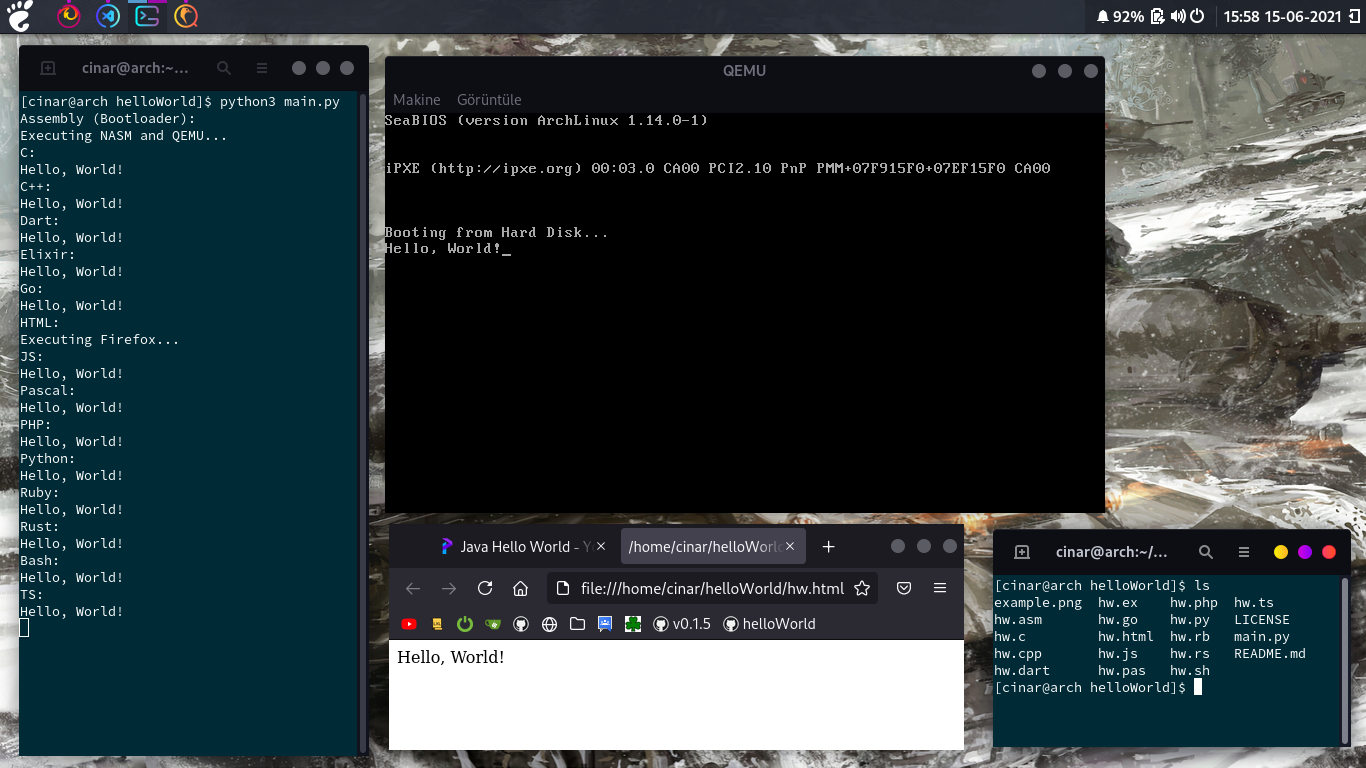 92%
15:58 15-06-2021
cinar@arch:~...
[cinar@arch helloWorld]$ python3 main.py
Assembly (Bootloader):
Executing NASM and QEMU...
C:
Hello, World!
C++:
Hello, World!
Dart:
Hello, World!
Elixir:
Hello, World!
Go:
Hello, World!
HTML:
Executing Firefox...
JS:
Hello, World!
Pascal:
Hello, World!
PHP:
Hello, World!
Python:
Hello, World!
Ruby:
Hello, World!
Rust:
Hello, World!
Bash:
Hello, World!
TS:
Hello, World!
QEMU
Makine Görüntüle
SeaBIOS (version ArchLinux 1.14.0-1)
iPXE (http://ipxe.org) 00:03.0 CA00 PCI2.10 PnP PMM+07F915F0+07EF15F0 CA00
Booting from Hard Disk...
Hello, World!_
Java Hello World - Y
/home/cinar/helloWorl
file:///home/cinar/helloWorld/hw.html
v0.1.5 helloWorld
Hello, World!
cinar@arch:~/...
[cinar@arch helloWorld]$ ls
example.png hw.ex hw.php hw.ts
hw.asm hw.go hw.py LICENSE
hw.c hw.html hw.rb main.py
hw.cpp hw.js hw.rs README.md
hw.dart hw.pas hw.sh
[cinar@arch helloWorld]$